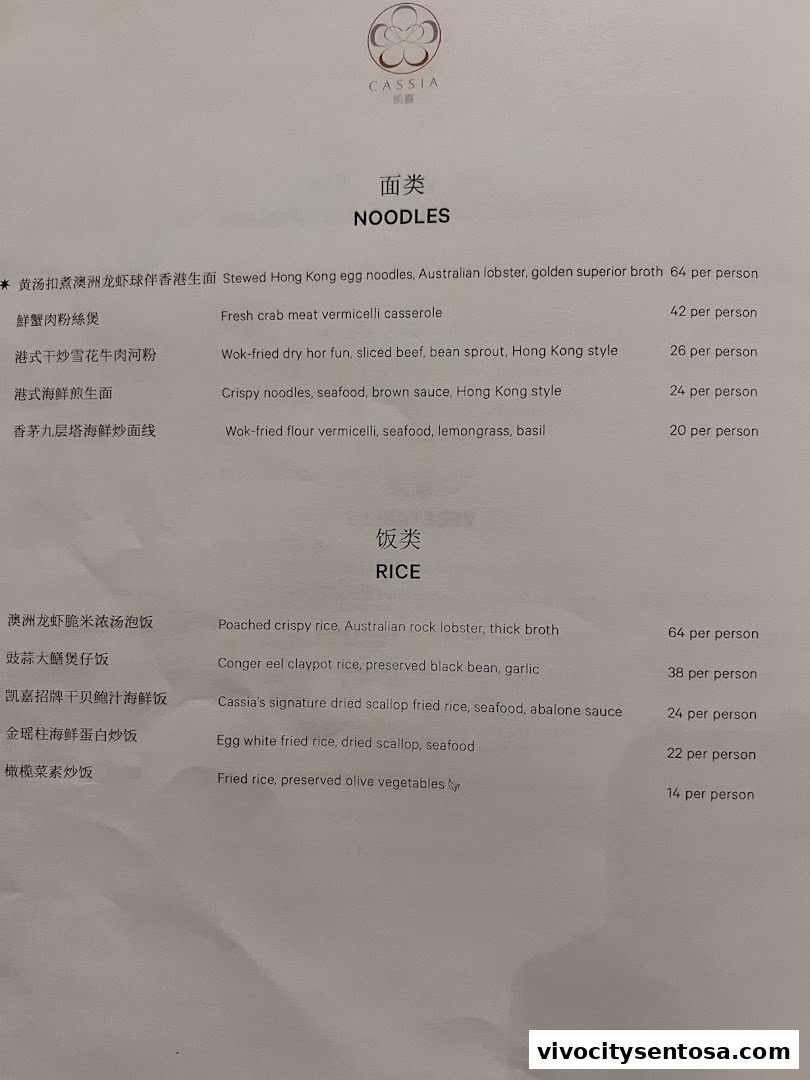 CASSIA
凯嘉
面类
NOODLES
✶ 黄汤扣煮澳洲龙虾球伴香港生面 Stewed Hong Kong egg noodles, Australian lobster, golden superior broth 64 per person
鮮蟹肉粉絲煲 Fresh crab meat vermicelli casserole 42 per person
港式干炒雪花牛肉河粉 Wok-fried dry hor fun, sliced beef, bean sprout, Hong Kong style 26 per person
港式海鲜煎生面 Crispy noodles, seafood, brown sauce, Hong Kong style 24 per person
香茅九层塔海鲜炒面线 Wok-fried flour vermicelli, seafood, lemongrass, basil 20 per person
饭类
RICE
澳洲龙虾脆米浓汤泡饭 Poached crispy rice, Australian rock lobster, thick broth 64 per person
豉蒜大鳝煲仔饭 Conger eel claypot rice, preserved black bean, garlic 38 per person
凯嘉招牌干贝鲍汁海鲜饭 Cassia's signature dried scallop fried rice, seafood, abalone sauce 24 per person
金瑶柱海鲜蛋白炒饭 Egg white fried rice, dried scallop, seafood 22 per person
橄榄菜素炒饭 Fried rice, preserved olive vegetables 14 per person
vivocitysentosa.com